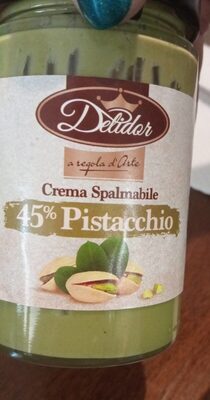 Delidor
a regola d'Arte
Crema Spalmabile
45% Pistacchio